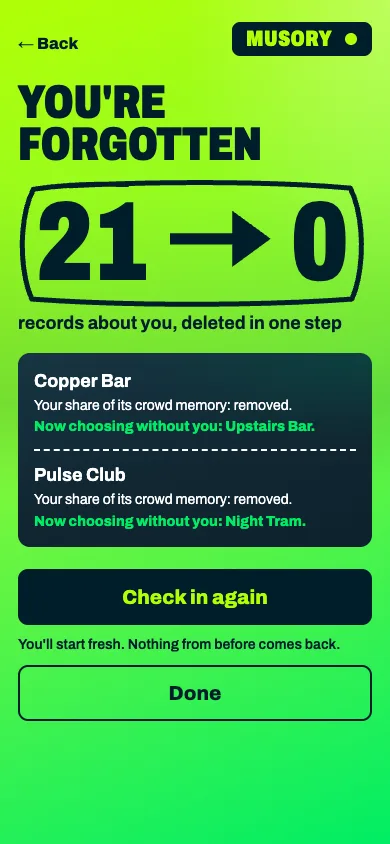 ← Back
MUSORY
YOU'RE
FORGOTTEN
21 → 0
records about you, deleted in one step
Copper Bar
Your share of its crowd memory: removed.
Now choosing without you: Upstairs Bar.
Pulse Club
Your share of its crowd memory: removed.
Now choosing without you: Night Tram.
Check in again
You'll start fresh. Nothing from before comes back.
Done